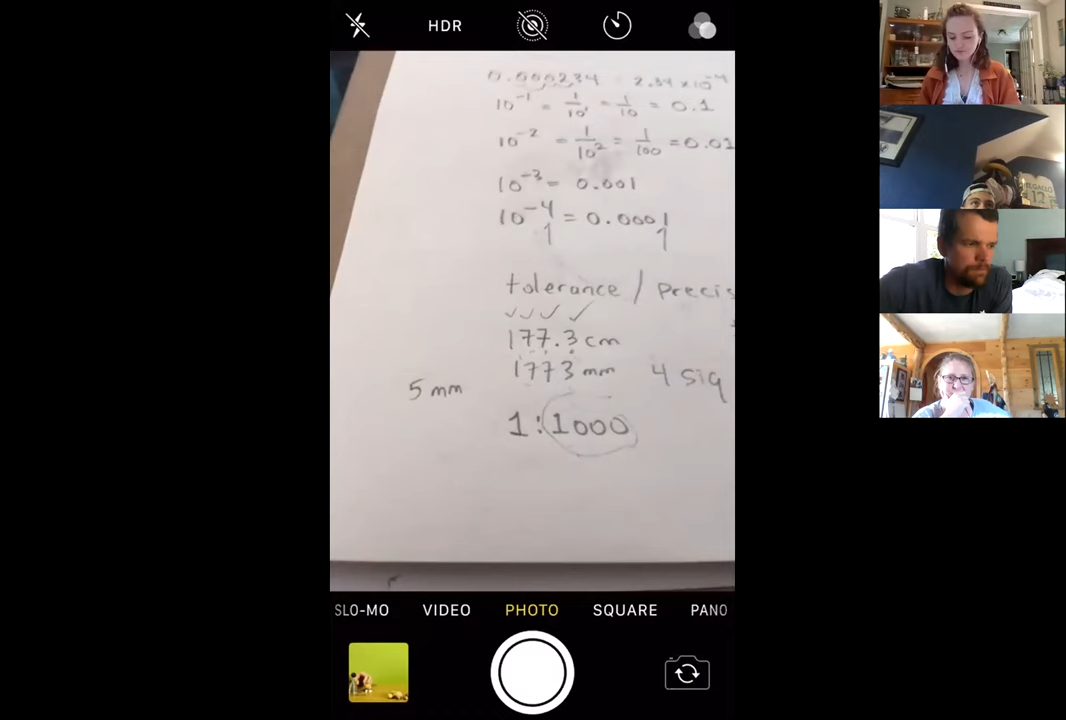 HDR
0.000234 2.34 x 10⁻⁴
10⁻¹ = 1/10¹ = 1/10 = 0.1
10⁻² = 1/10² = 1/100 = 0.01
10⁻³ = 0.001
10⁻⁴ = 0.0001
1 1
tolerance / precis
177.3 cm
1773 mm 4 sig
5 mm
1:1000
SLO-MO VIDEO PHOTO SQUARE PANO